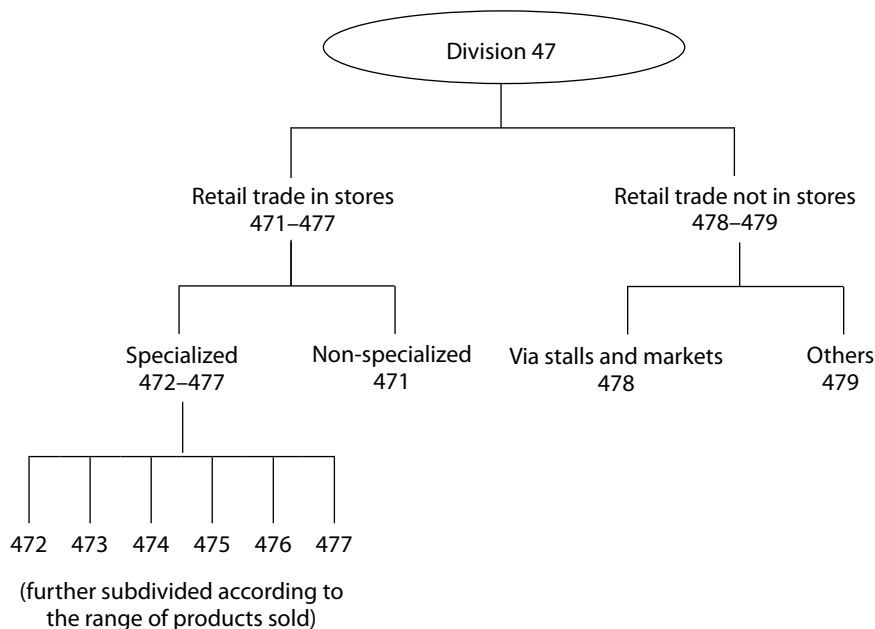 Division 47
Retail trade in stores
471–477
Retail trade not in stores
478–479
Specialized
472–477
Non-specialized
471
Via stalls and markets
478
Others
479
472 473 474 475 476 477
(further subdivided according to
the range of products sold)